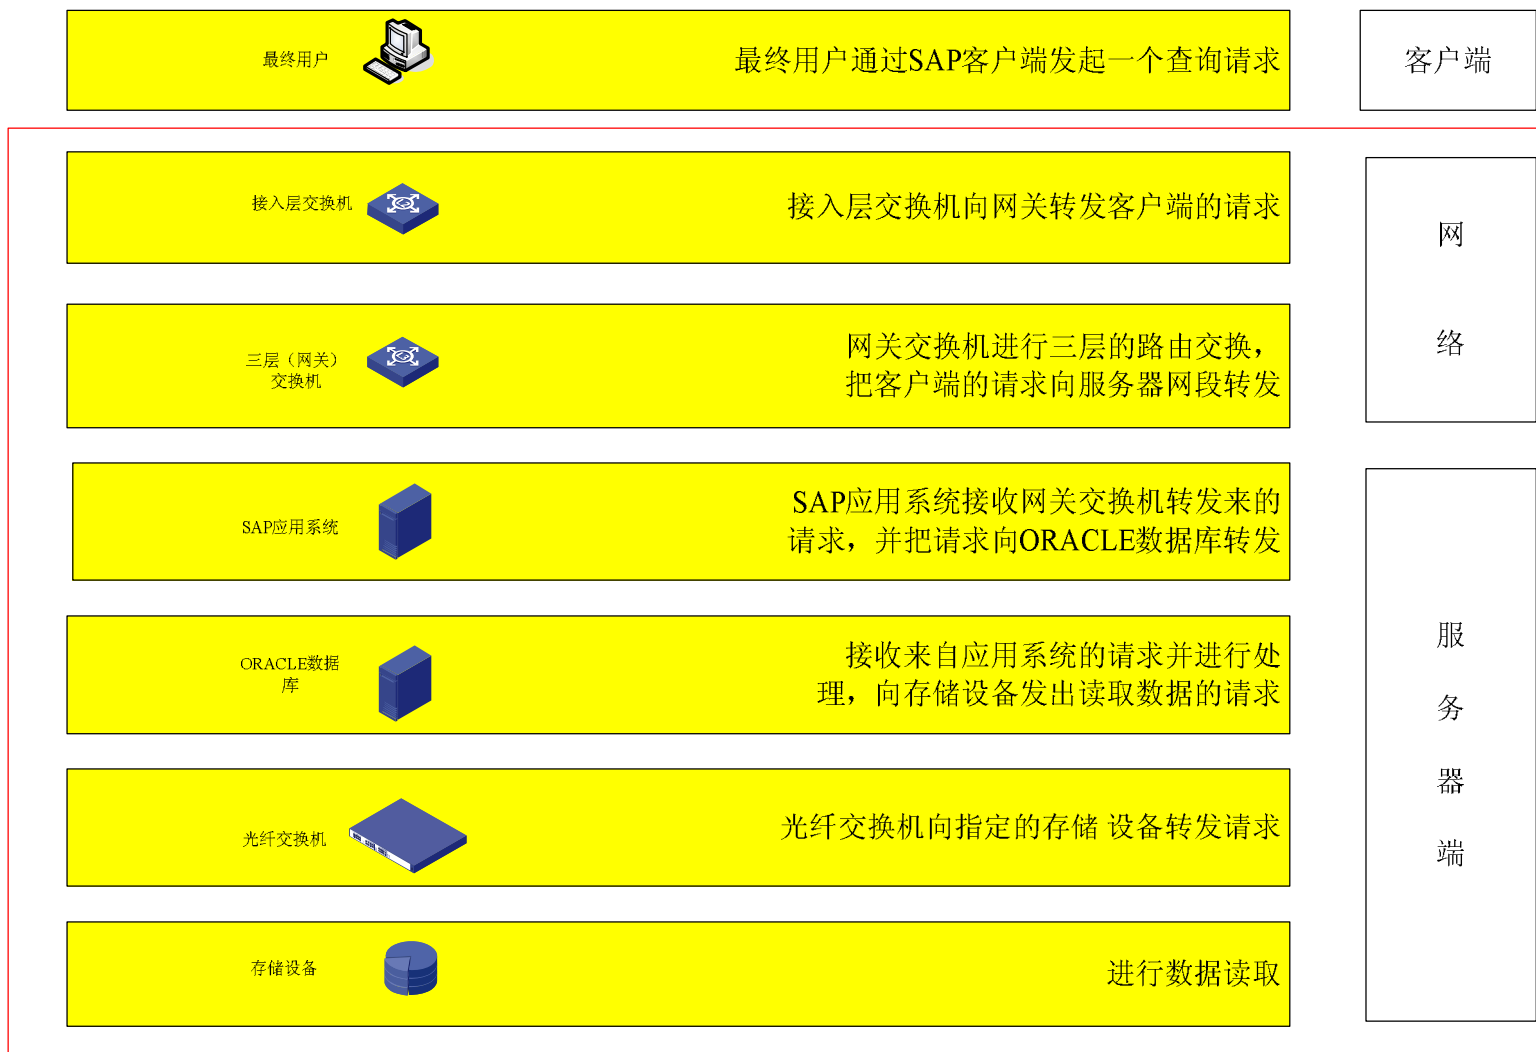 最终用户
最终用户通过SAP客户端发起一个查询请求
客户端
接入层交换机
接入层交换机向网关转发客户端的请求
网
络
三层（网关）
交换机
网关交换机进行三层的路由交换，
把客户端的请求向服务器网段转发
SAP应用系统
SAP应用系统接收网关交换机转发来的
请求，并把请求向ORACLE数据库转发
ORACLE数据
库
接收来自应用系统的请求并进行处
理，向存储设备发出读取数据的请求
服
务
器
端
光纤交换机
光纤交换机向指定的存储 设备转发请求
存储设备
进行数据读取